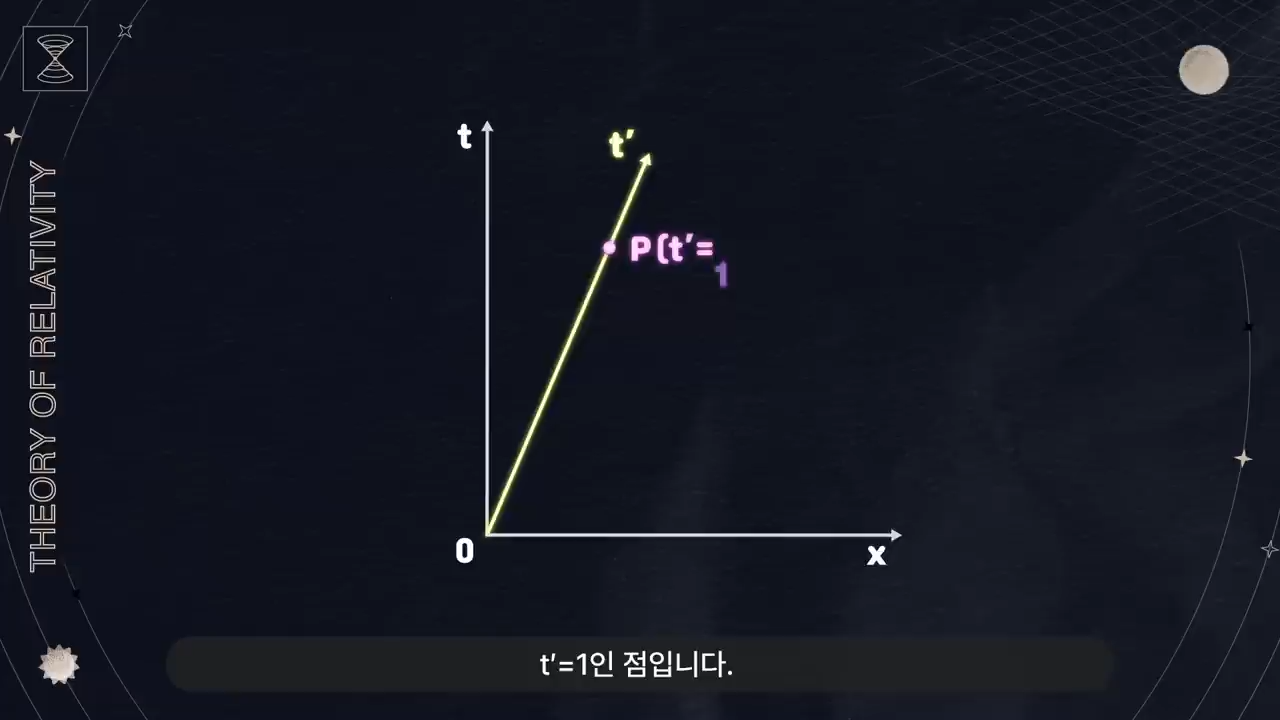 THEORY OF RELATIVITY
t
t′
P(t′=1
0
x
t′=1인 점입니다.